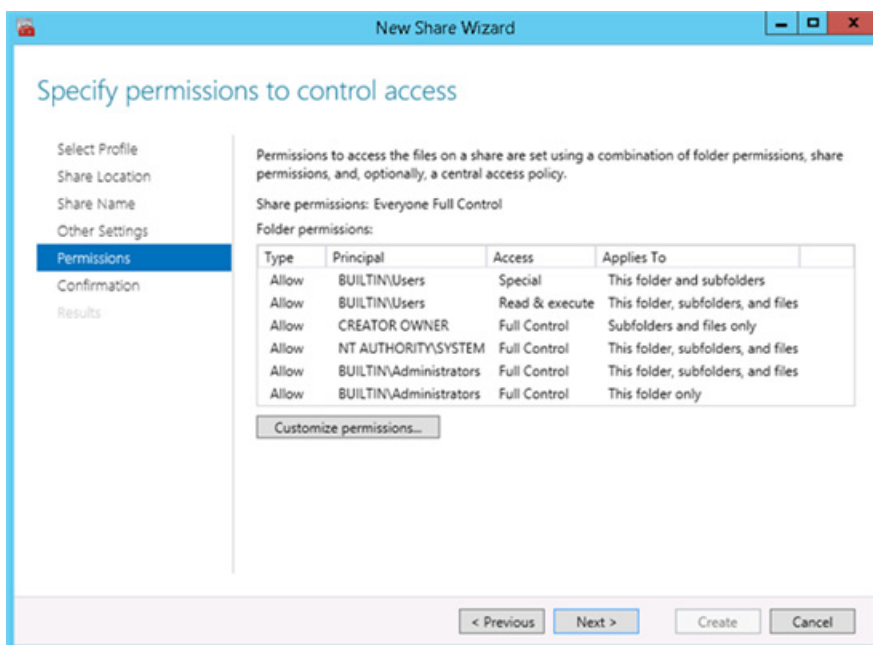 New Share Wizard
Specify permissions to control access
Select Profile
Share Location
Share Name
Other Settings
Permissions
Confirmation
Results
Permissions to access the files on a share are set using a combination of folder permissions, share
permissions, and, optionally, a central access policy.
Share permissions: Everyone Full Control
Folder permissions:
Type Principal Access Applies To
Allow BUILTIN\Users Special This folder and subfolders
Allow BUILTIN\Users Read & execute This folder, subfolders, and files
Allow CREATOR OWNER Full Control Subfolders and files only
Allow NT AUTHORITY\SYSTEM Full Control This folder, subfolders, and files
Allow BUILTIN\Administrators Full Control This folder, subfolders, and files
Allow BUILTIN\Administrators Full Control This folder only
Customize permissions...
< Previous Next > Create Cancel